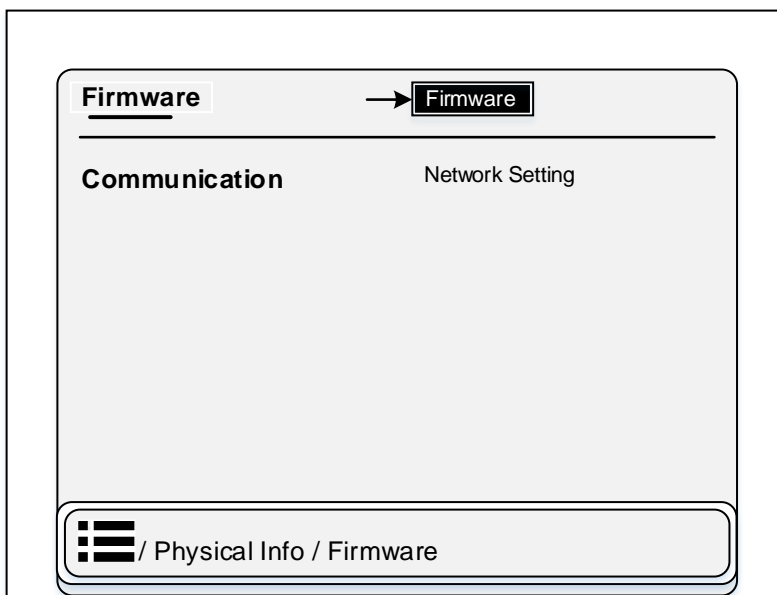 Firmware Firmware
Communication Network Setting
/ Physical Info / Firmware